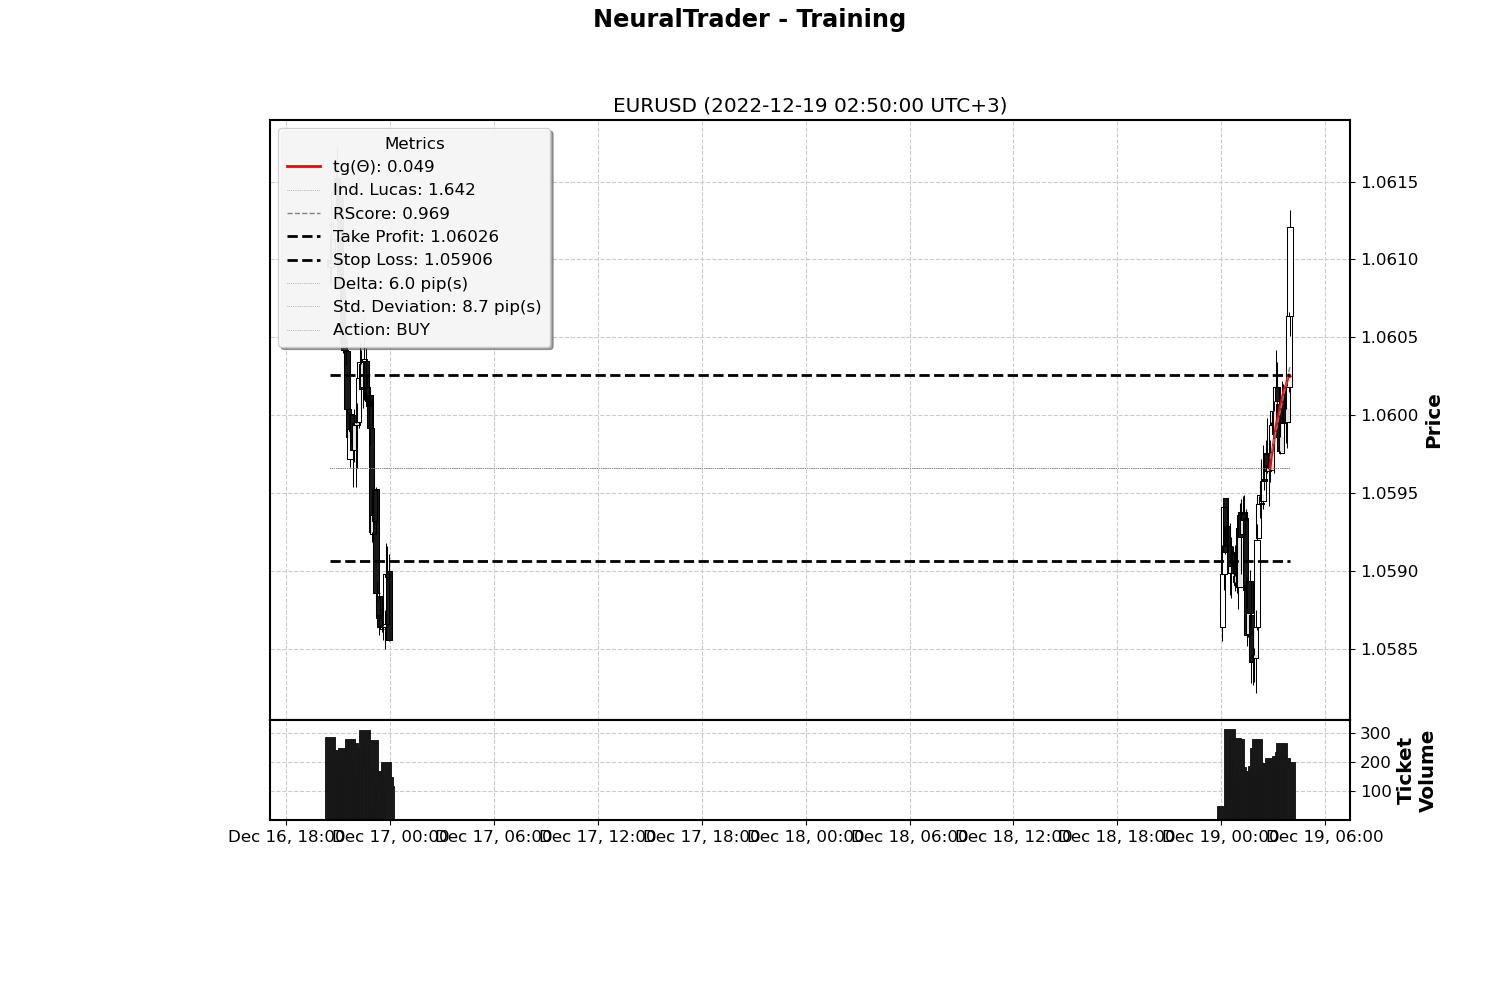 NeuralTrader - Training
EURUSD (2022-12-19 02:50:00 UTC+3)
Metrics
tg(Θ): 0.049
Ind. Lucas: 1.642
RScore: 0.969
Take Profit: 1.06026
Stop Loss: 1.05906
Delta: 6.0 pip(s)
Std. Deviation: 8.7 pip(s)
Action: BUY
1.0615
1.0610
1.0605
1.0600
1.0595
1.0590
1.0585
Price
300
200
100
Ticket
Volume
Dec 16, 18:00
Dec 17, 00:00
Dec 17, 06:00
Dec 17, 12:00
Dec 17, 18:00
Dec 18, 00:00
Dec 18, 06:00
Dec 18, 12:00
Dec 18, 18:00
Dec 19, 00:00
Dec 19, 06:00